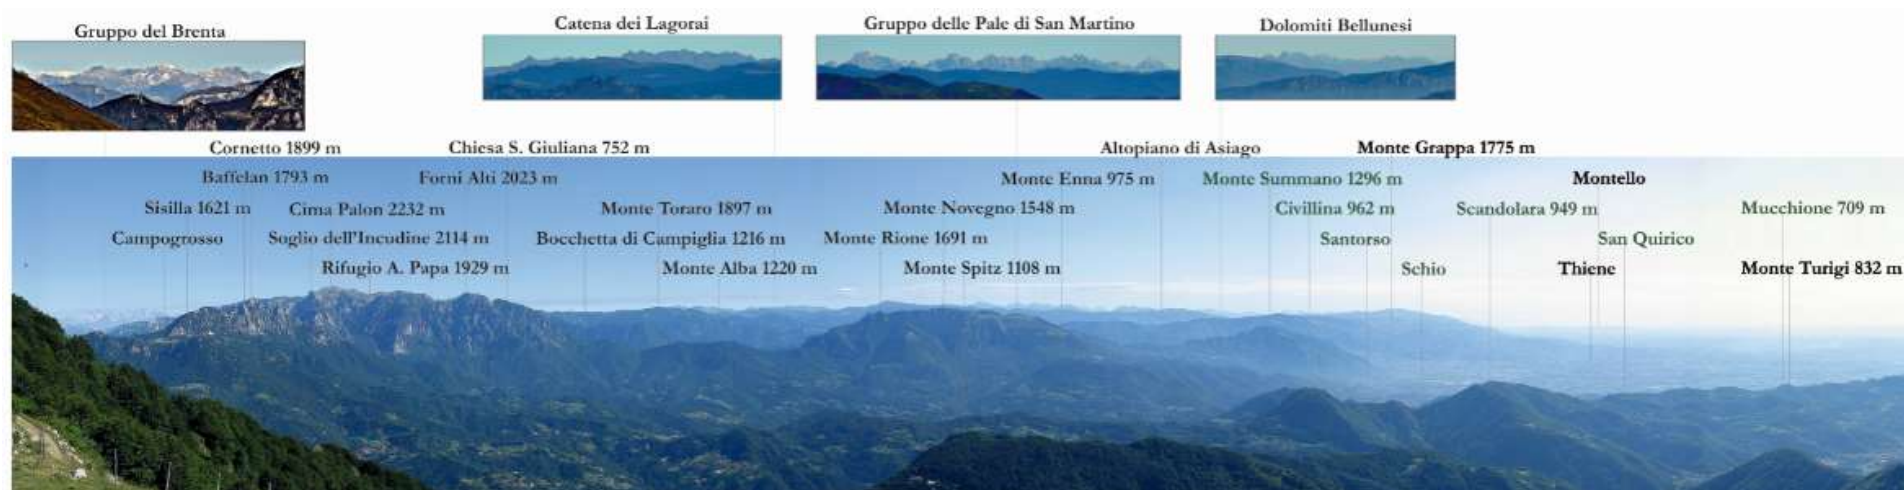 Gruppo del Brenta
Catena dei Lagorai
Gruppo delle Pale di San Martino
Dolomiti Bellunesi
Cornetto 1899 m
Chiesa S. Giuliana 752 m
Altopiano di Asiago
Monte Grappa 1775 m
Baffelan 1793 m
Forni Alti 2023 m
Monte Enna 975 m
Monte Summano 1296 m
Montello
Sisilla 1621 m
Cima Palon 2232 m
Monte Toraro 1897 m
Monte Novegno 1548 m
Civillina 962 m
Scandolara 949 m
Mucchione 709 m
Campogrosso
Soglio dell'Incudine 2114 m
Bocchetta di Campiglia 1216 m
Monte Rione 1691 m
Santorso
San Quirico
Rifugio A. Papa 1929 m
Monte Alba 1220 m
Monte Spitz 1108 m
Schio
Thiene
Monte Turigi 832 m